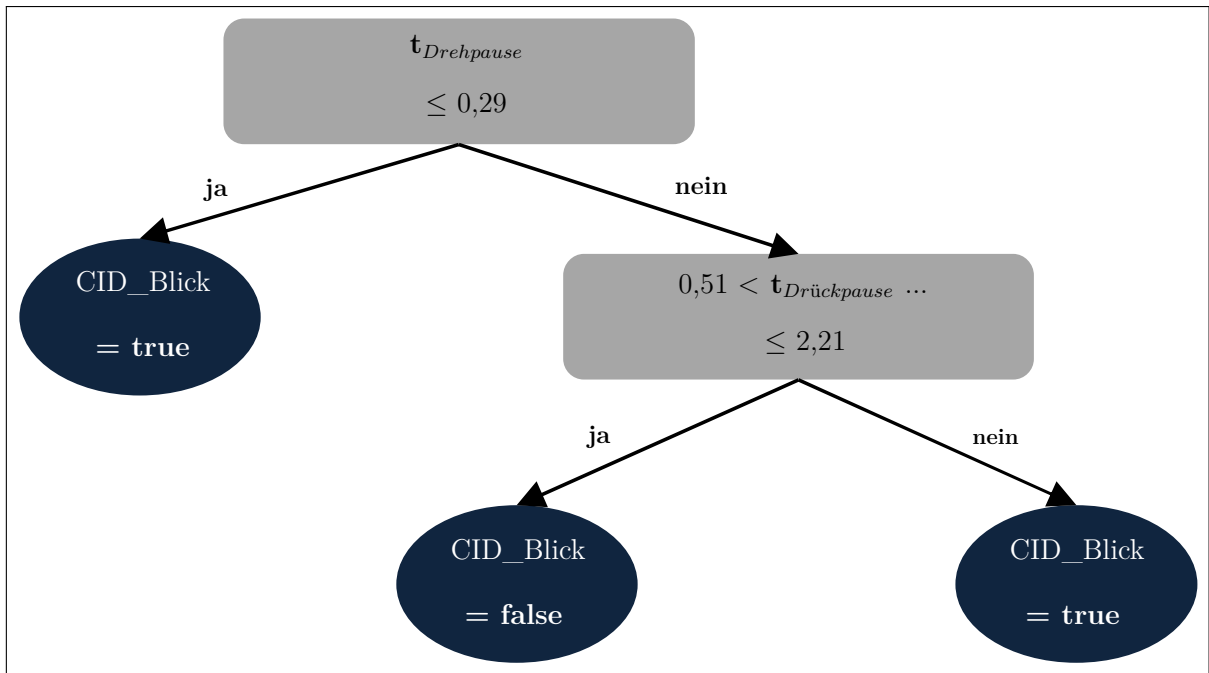 t_Drehpause
≤ 0,29
ja
nein
CID_Blick
= true
0,51 < t_Drückpause ...
≤ 2,21
ja
nein
CID_Blick
= false
CID_Blick
= true